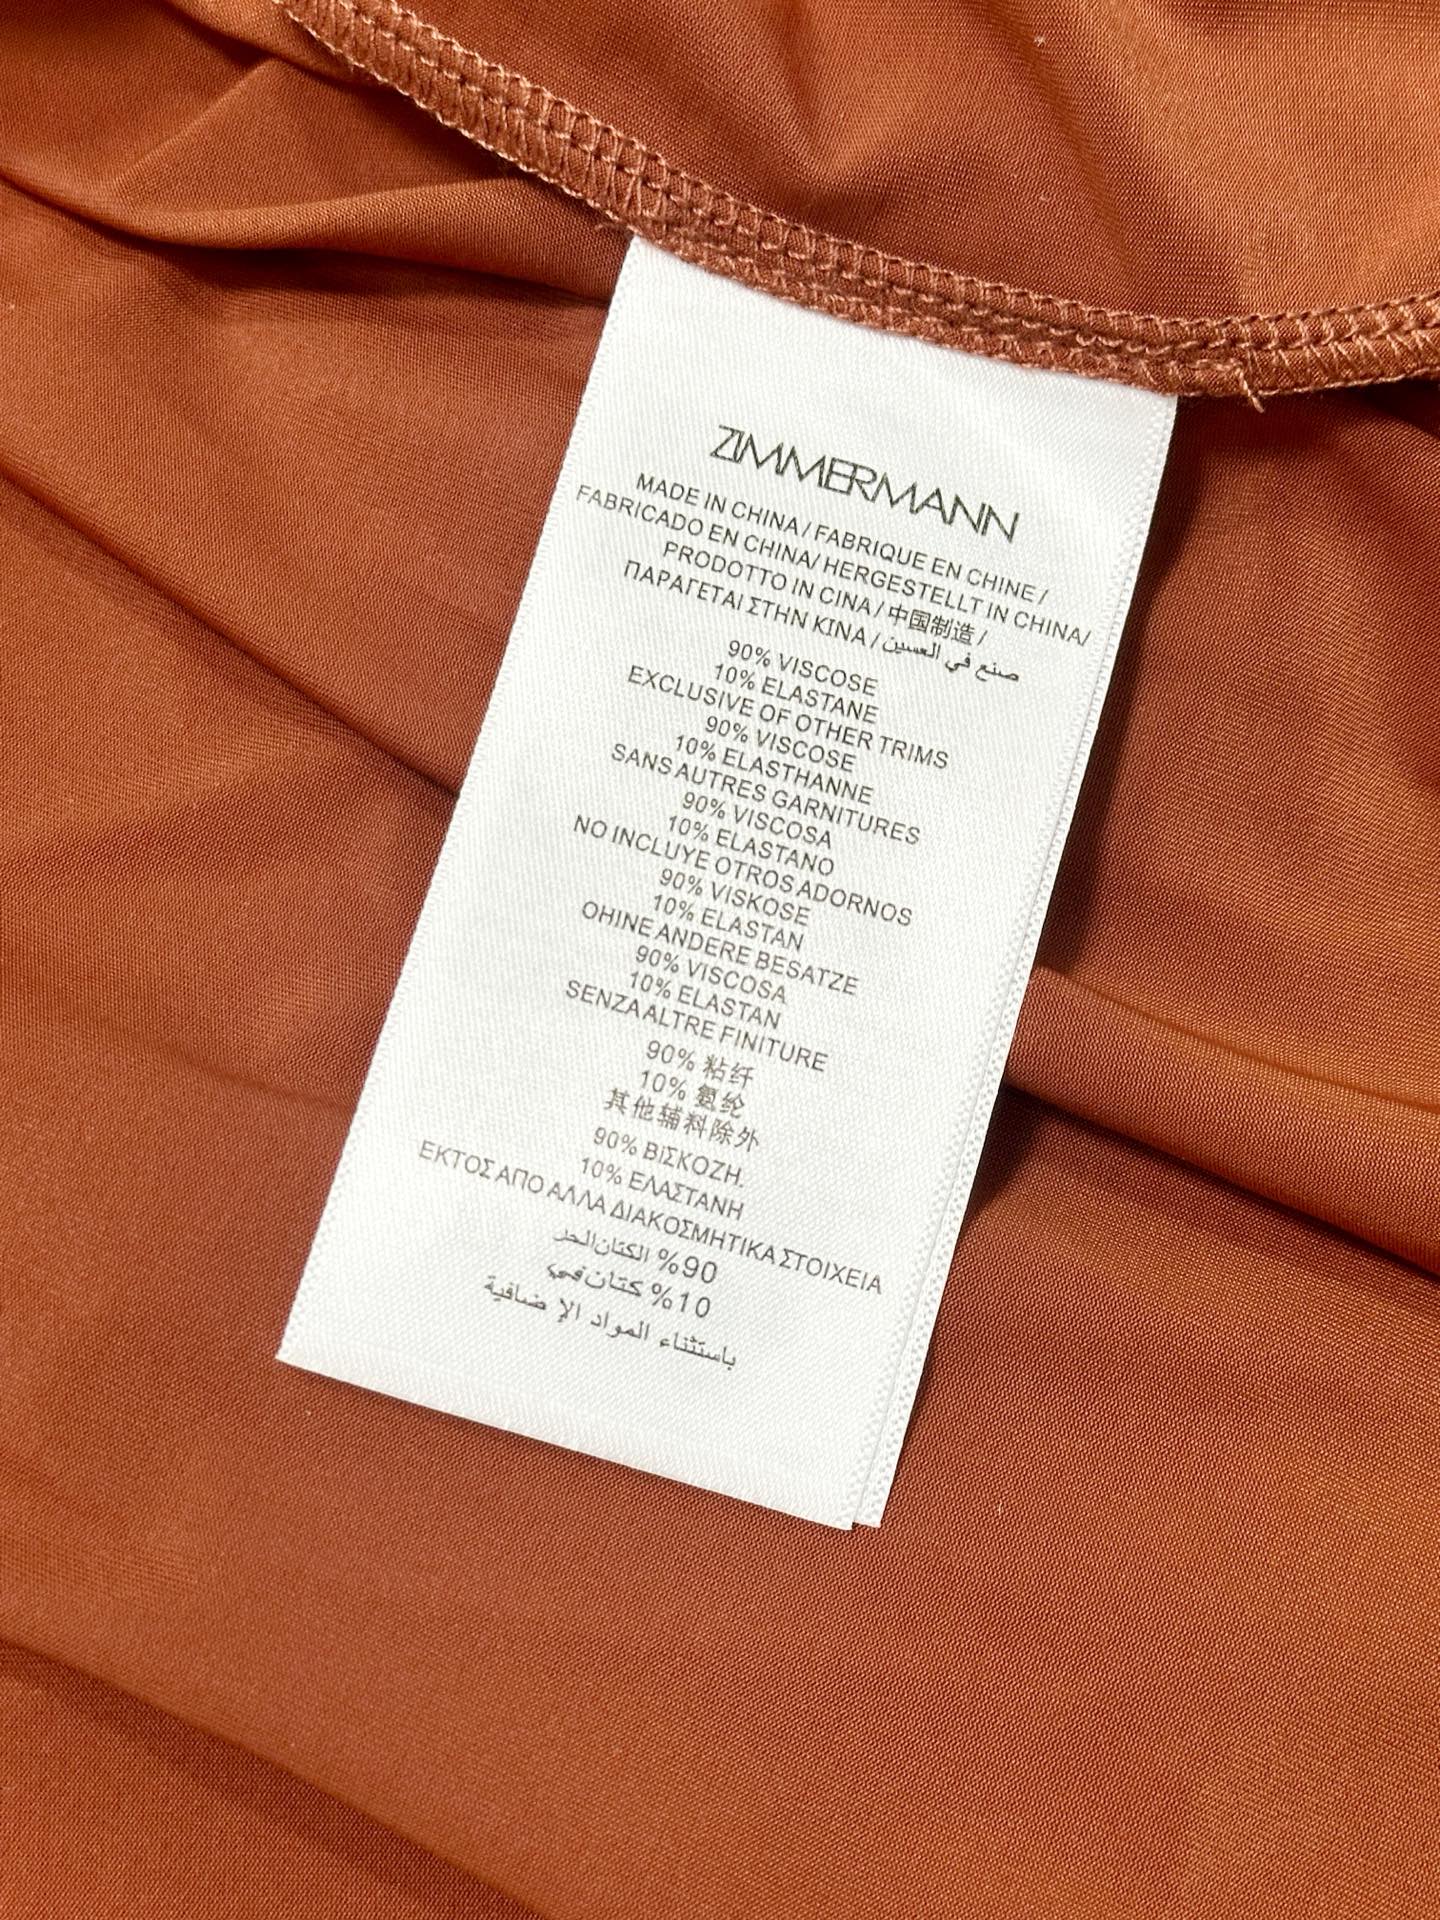 ZIMMERMANN
MADE IN CHINA / FABRIQUE EN CHINE /
FABRICADO EN CHINA/ HERGESTELLT IN CHINA/
PRODOTTO IN CINA / 中国制造 /
ΠΑΡΑΓΕΤΑΙ ΣΤΗΝ ΚΙΝΑ / صنع في العسين
90% VISCOSE
10% ELASTANE
EXCLUSIVE OF OTHER TRIMS
90% VISCOSE
10% ELASTHANNE
SANS AUTRES GARNITURES
90% VISCOSA
10% ELASTANO
NO INCLUYE OTROS ADORNOS
90% VISKOSE
10% ELASTAN
OHINE ANDERE BESATZE
90% VISCOSA
10% ELASTAN
SENZA ALTRE FINITURE
90% 粘纤
10% 氨纶
其他辅料除外
90% ΒΙΣΚΟΖΗ.
10% ΕΛΑΣΤΑΝΗ
ΕΚΤΟΣ ΑΠΟ ΑΛΛΑ ΔΙΑΚΟΣΜΗΤΙΚΑ ΣΤΟΙΧΕΙΑ
90% الكتان الحر
10% كتان في
باستثناء المواد الإ ضافية